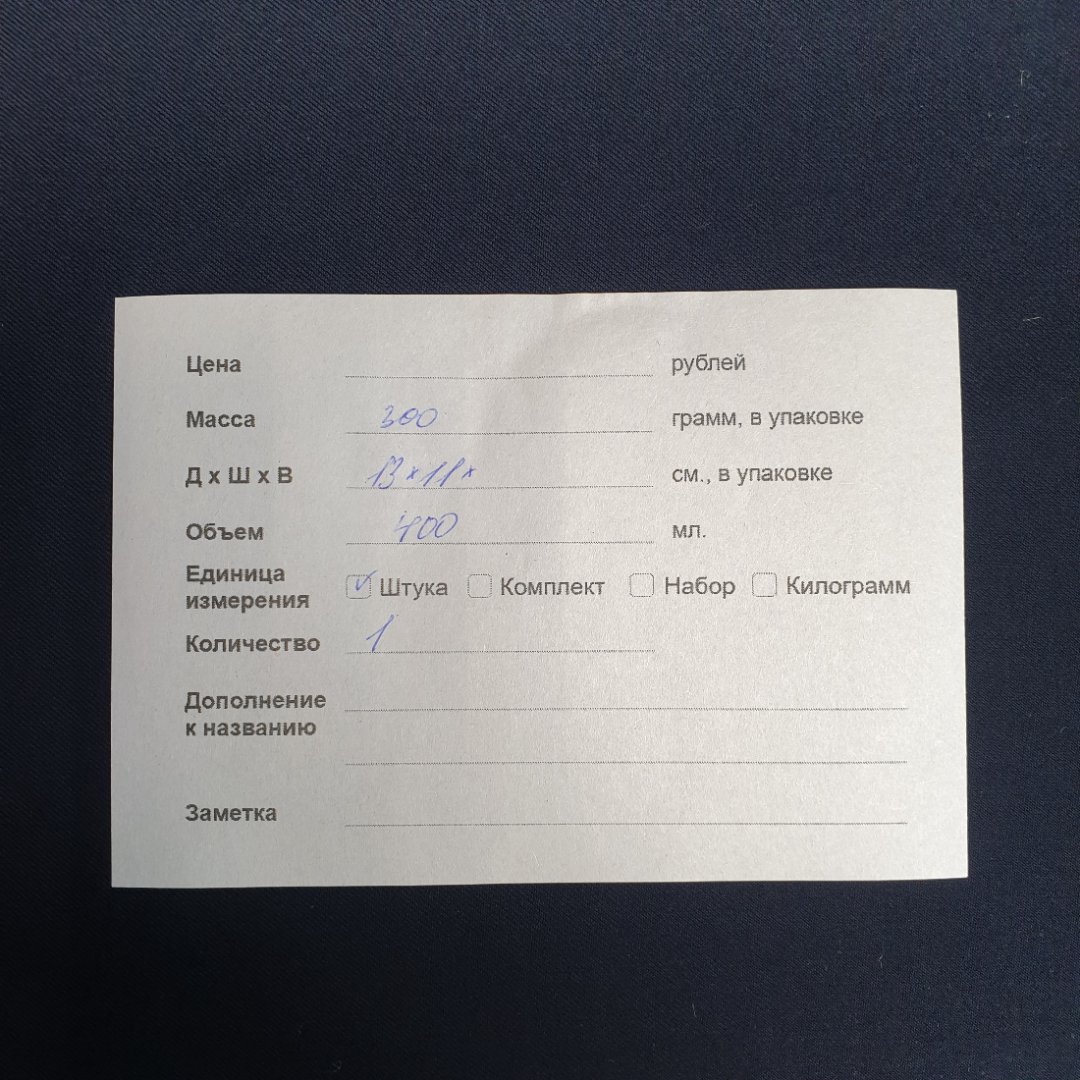 Цена рублей
Масса 300 грамм, в упаковке
Д х Ш х В 13 x 11 x см., в упаковке
Объем 400 мл.
Единица измерения ✓ Штука Комплект Набор Килограмм
Количество 1
Дополнение
к названию
Заметка